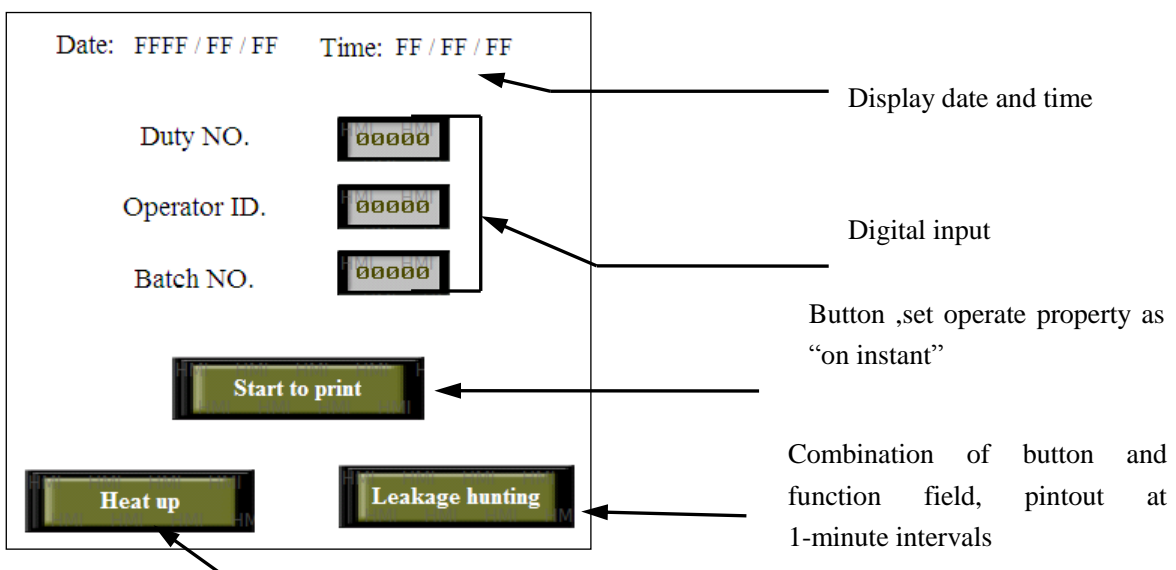 Date: FFFF / FF / FF Time: FF / FF / FF
Display date and time
Duty NO. 00000
Operator ID. 00000
Digital input
Batch NO. 00000
Button ,set operate property as
“on instant”
Start to print
Combination of button and
function field, pintout at
1-minute intervals
Heat up
Leakage hunting